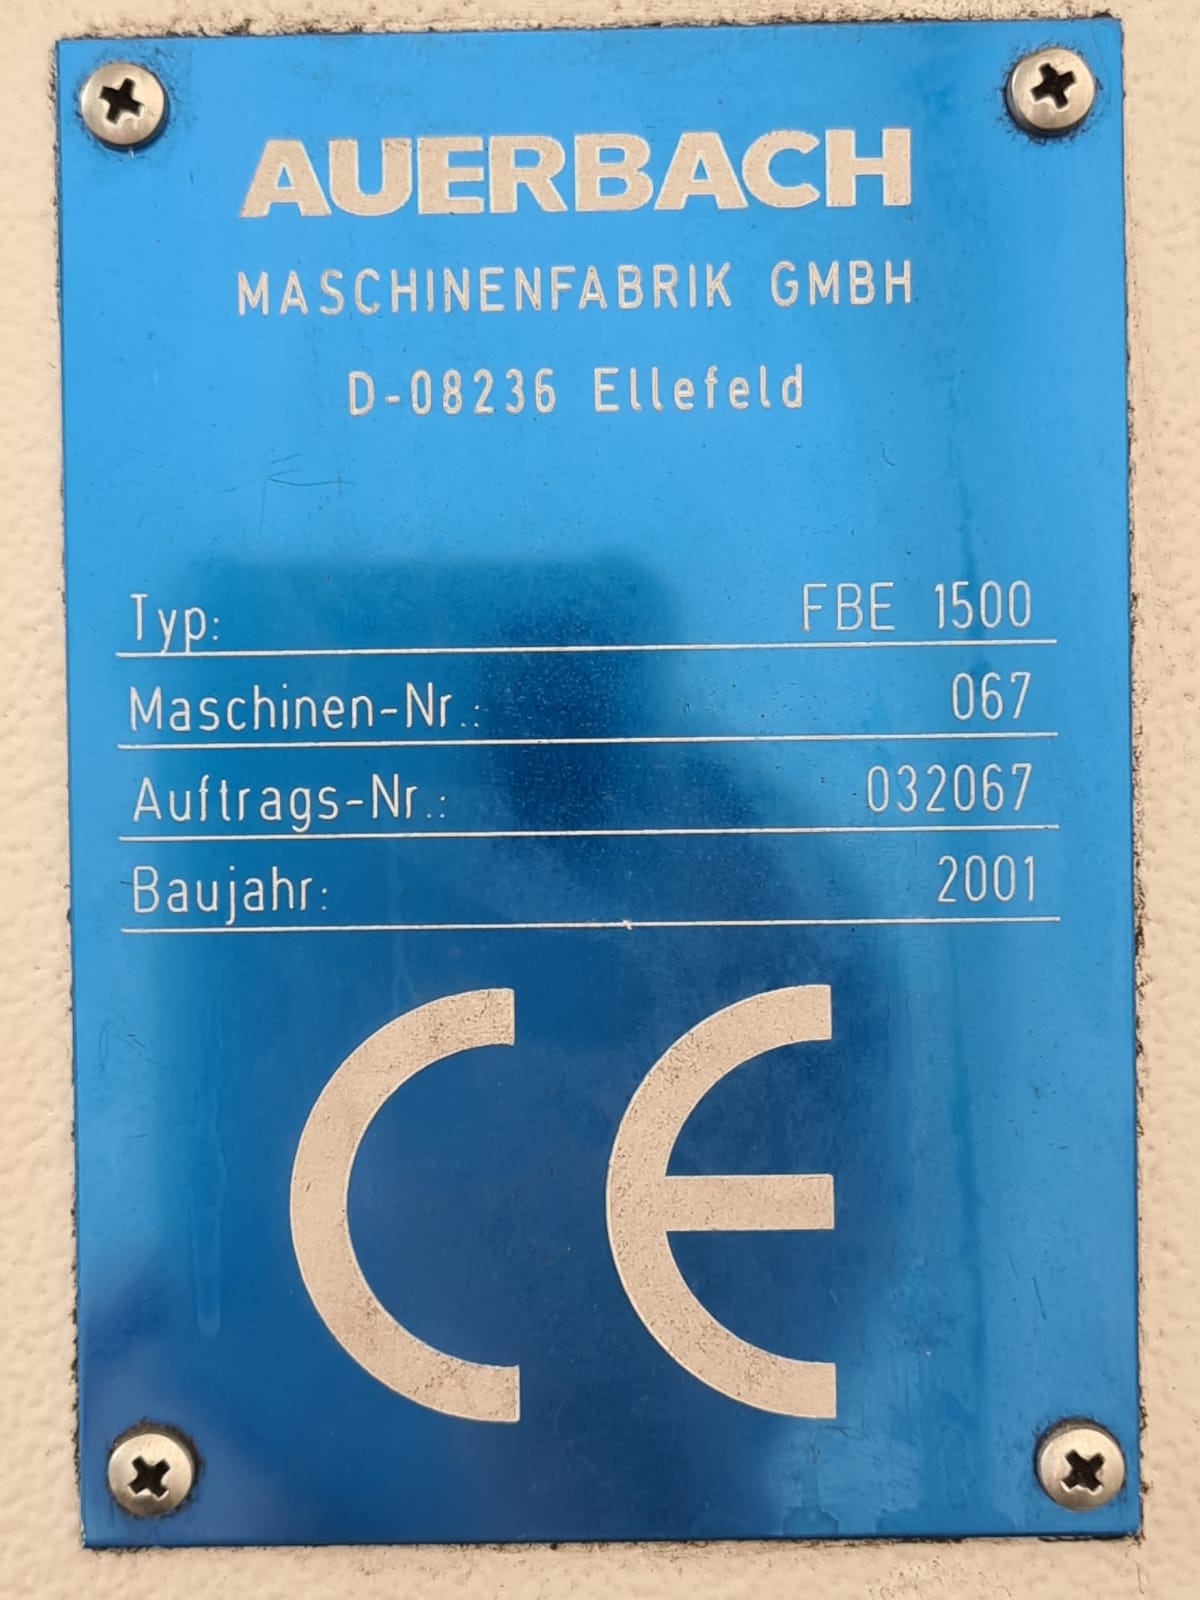 AUERBACH
MASCHINENFABRIK GMBH
D-08236 Ellefeld
Typ: FBE 1500
Maschinen-Nr.: 067
Auftrags-Nr.: 032067
Baujahr: 2001
CE